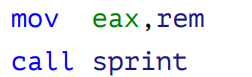 mov  eax,rem
call sprint